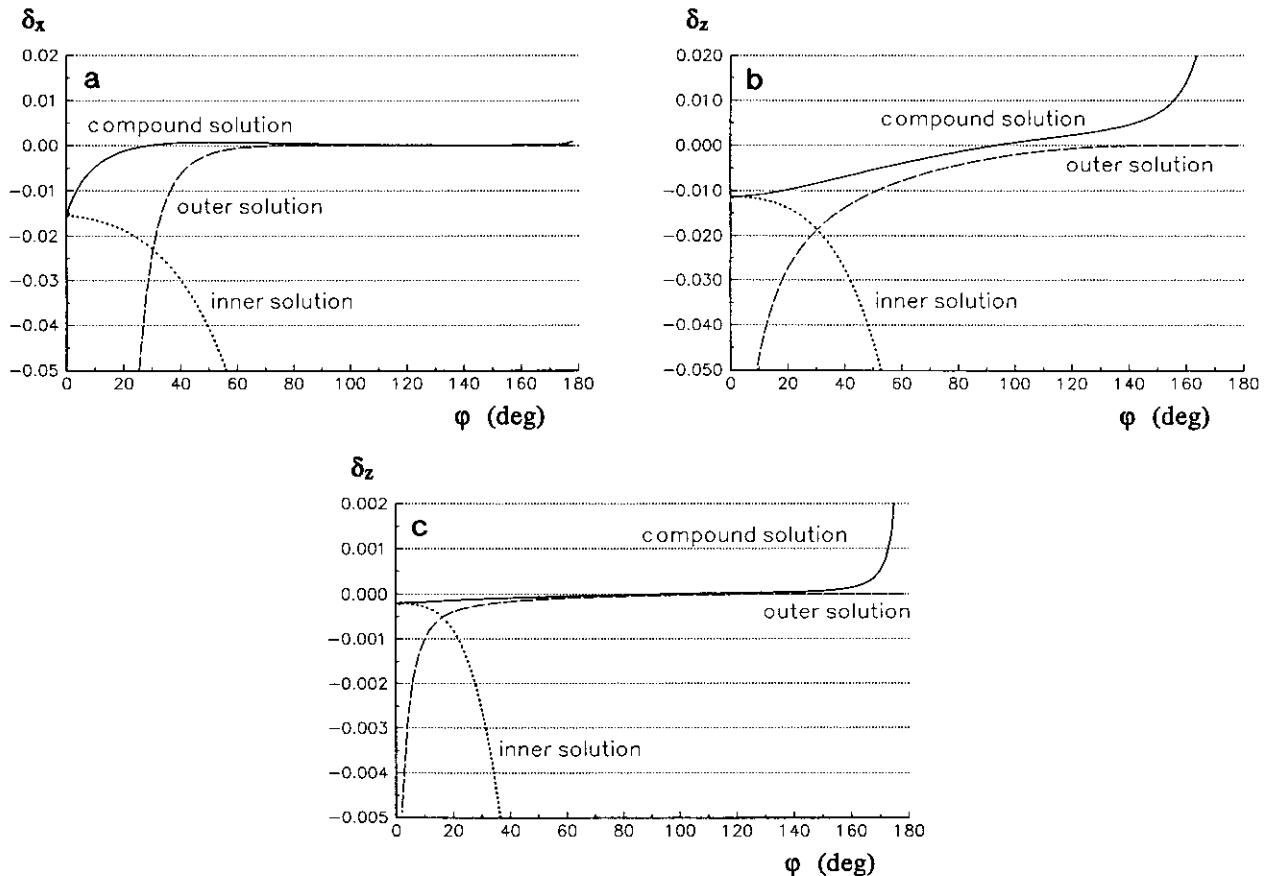 δx
0.02
0.01
0.00
−0.01
−0.02
−0.03
−0.04
−0.05
a
compound solution
outer solution
inner solution
0 20 40 60 80 100 120 140 160 180
φ (deg)
δz
0.020
0.010
0.000
−0.010
−0.020
−0.030
−0.040
−0.050
b
compound solution
outer solution
inner solution
0 20 40 60 80 100 120 140 160 180
φ (deg)
δz
0.002
0.001
0.000
−0.001
−0.002
−0.003
−0.004
−0.005
c
compound solution
outer solution
inner solution
0 20 40 60 80 100 120 140 160 180
φ (deg)